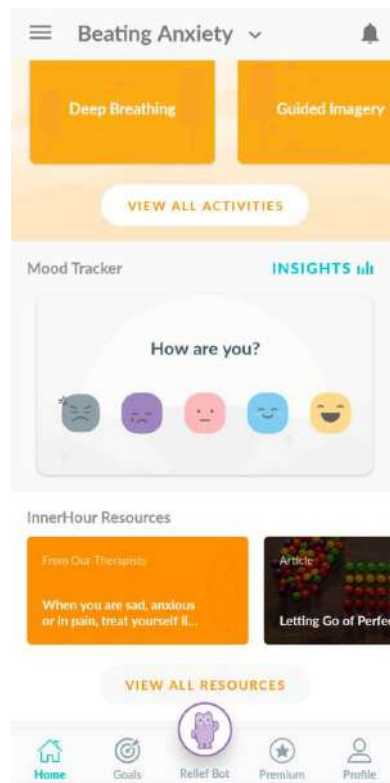 Beating Anxiety
Deep Breathing
Guided Imagery
VIEW ALL ACTIVITIES
Mood Tracker
INSIGHTS
How are you?
InnerHour Resources
From Our Therapists
When you are sad, anxious
or in pain, treat yourself li...
Article
Letting Go of Perfec
VIEW ALL RESOURCES
Home
Goals
Relief Bot
Premium
Profile